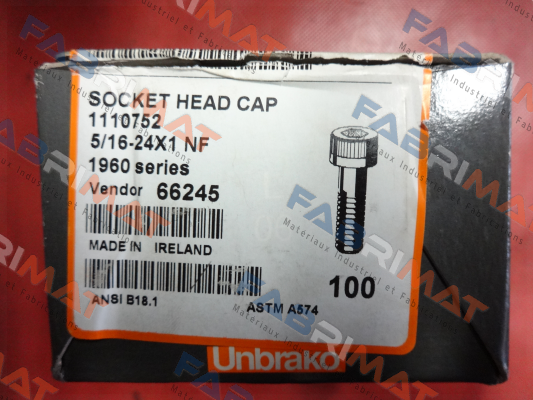 SOCKET HEAD CAP
1110752
5/16-24X1 NF
1960 series
Vendor 66245
MADE IN IRELAND
100
ANSI B18.1
ASTM A574
Unbrako
FABRIMAT
Matériaux Industriel et Fabrications